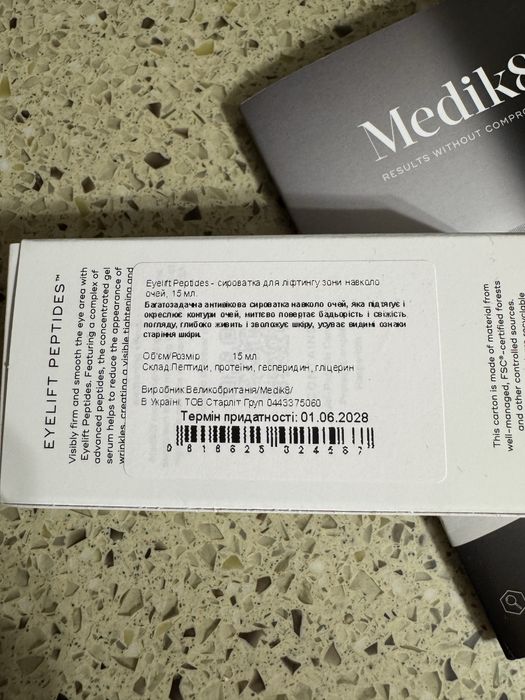 Medik8
RESULTS WITHOUT COMPRO
EYELIFT PEPTIDES™
Visibly firm and smooth the eye area with
Eyelift Peptides. Featuring a complex of
advanced peptides, the concentrated gel
serum helps to reduce the appearance of
wrinkles, creating a visible tightening and
Eyelift Peptides - сироватка для ліфтингу зони навколо
очей, 15 мл.
Багатозадачна антивікова сироватка навколо очей, яка підтягує і
окреслює контури очей, миттєво повертає бадьорість і свіжість
погляду, глибоко живить і зволожує шкіру, усуває видимі ознаки
старіння шкіри.
Об'єм/Розмір 15 мл
Склад:Пептиди, протеїни, гесперидин, гліцерин
Виробник:Великобританія/Medik8/
В Україні: ТОВ Старліт Груп 0443375060
Термін придатності: 01.06.2028
0 818625 324587
This carton is made of material from
well-managed, FSC®-certified forests
and other controlled sources.